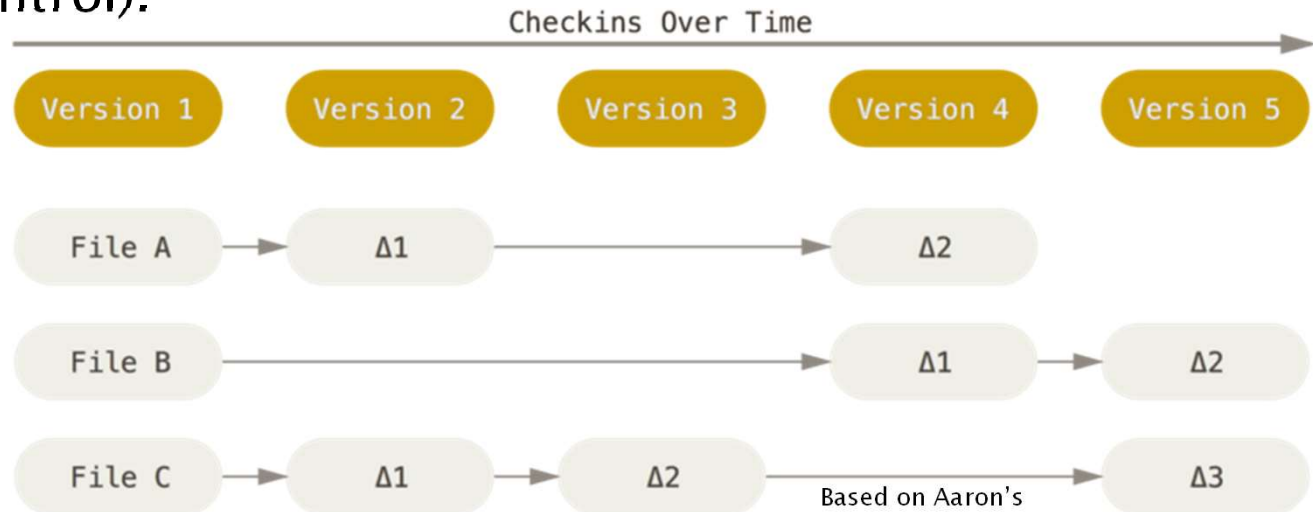 ntrol).
Checkins Over Time
Version 1 Version 2 Version 3 Version 4 Version 5
File A Δ1 Δ2
File B Δ1 Δ2
File C Δ1 Δ2 Δ3
Based on Aaron's